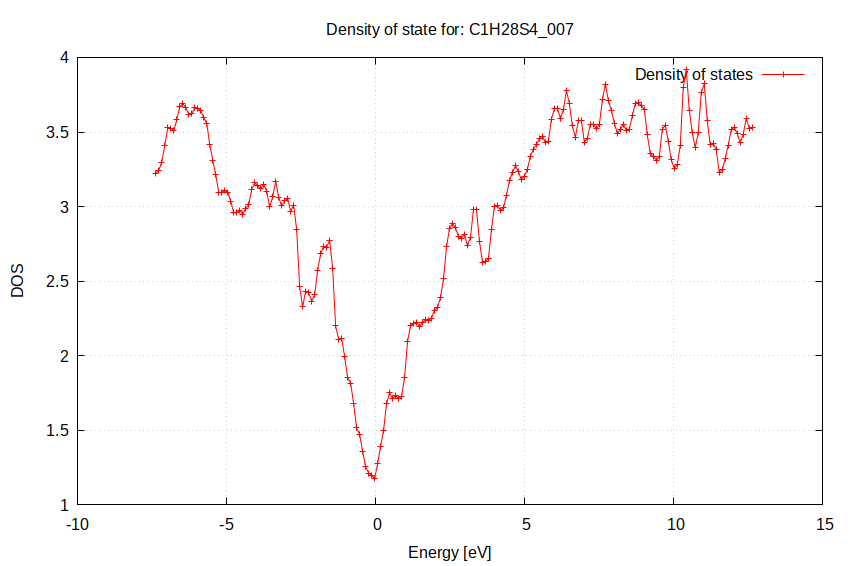 Density of state for: C1H28S4_007
Density of states
4
3.5
3
2.5
2
1.5
1
DOS
-10 -5 0 5 10 15
Energy [eV]